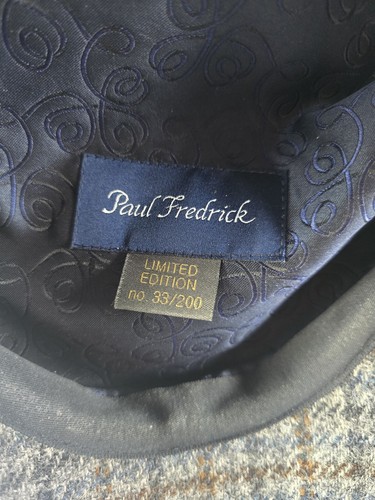 Paul Fredrick
LIMITED
EDITION
no. 33/200